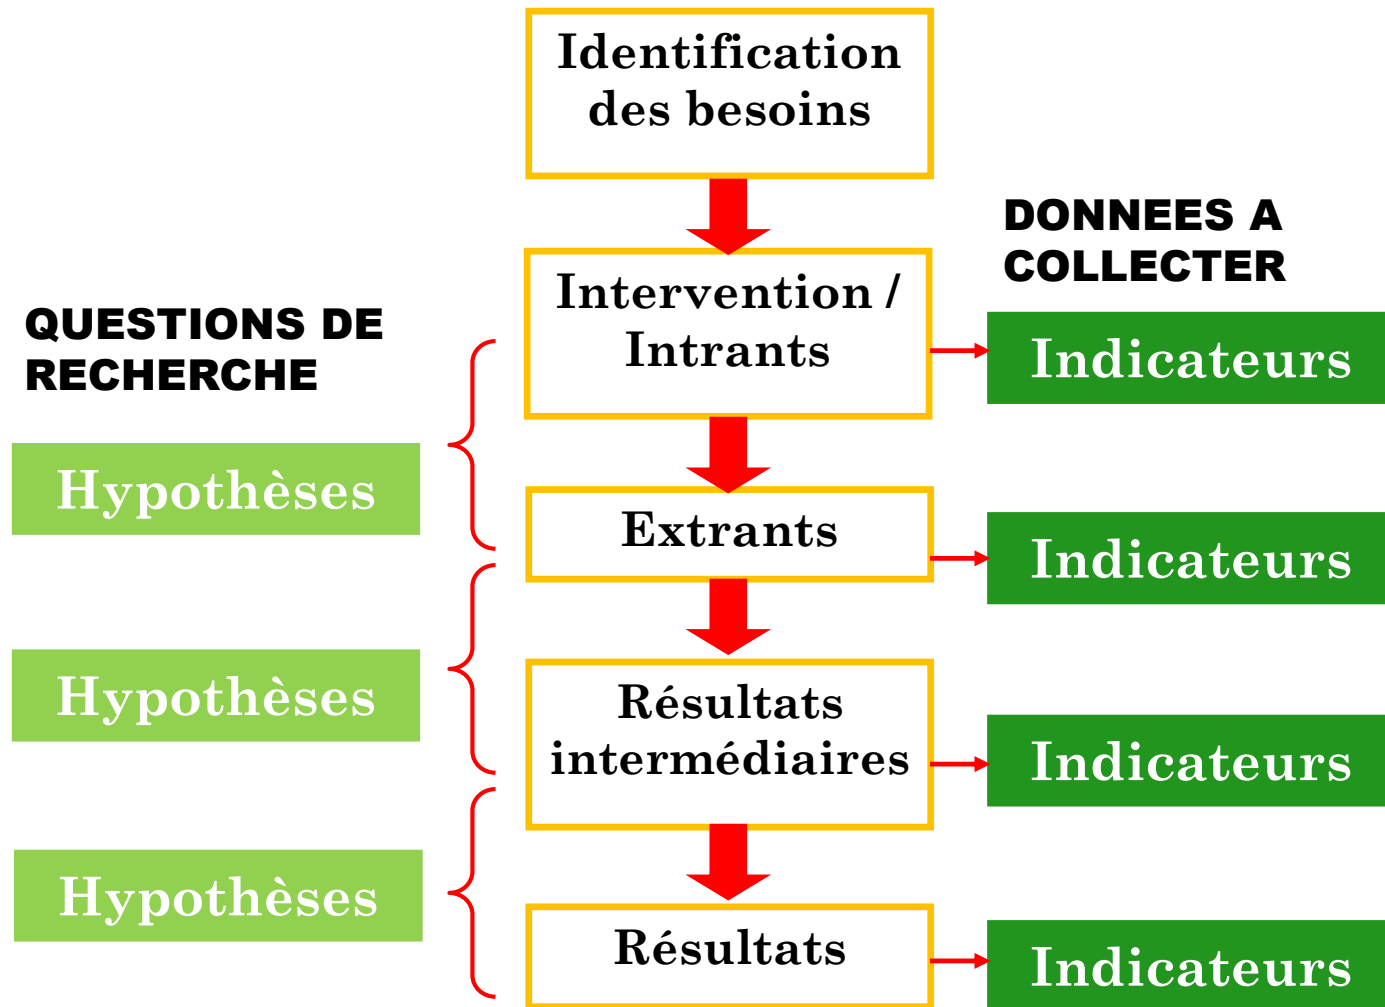 Identification
des besoins
DONNEES A
COLLECTER
Intervention /
Intrants
Indicateurs
QUESTIONS DE
RECHERCHE
Hypothèses
Extrants
Indicateurs
Hypothèses
Résultats
intermédiaires
Indicateurs
Hypothèses
Résultats
Indicateurs